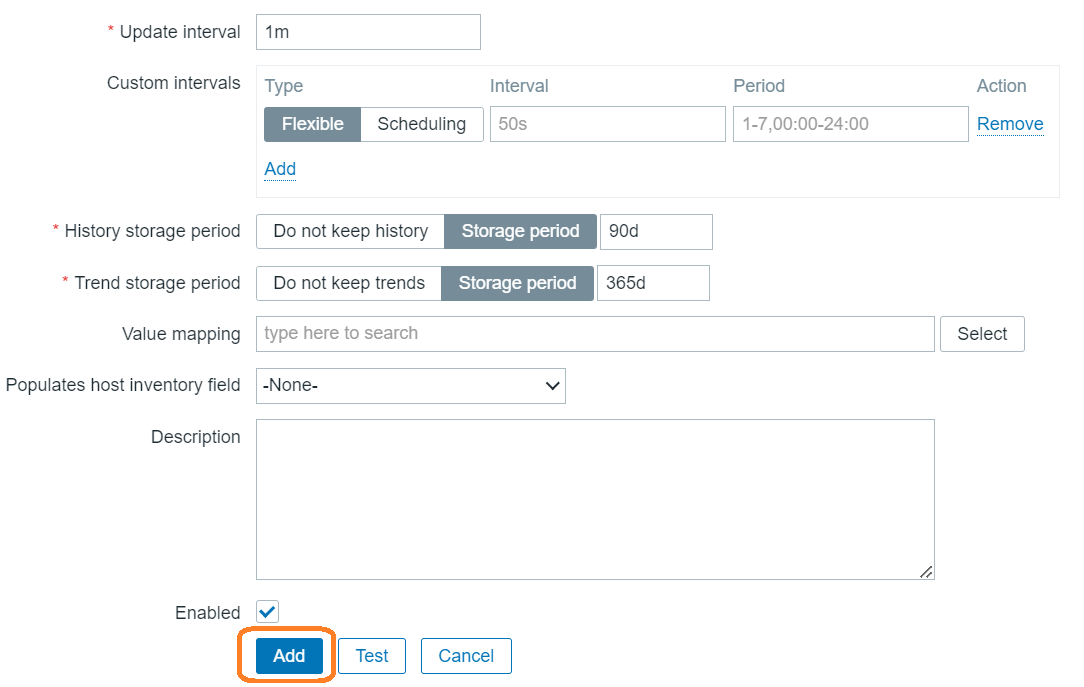 * Update interval 1m
Custom intervals Type Interval Period Action
Flexible Scheduling 50s 1-7,00:00-24:00 Remove
Add
* History storage period Do not keep history Storage period 90d
* Trend storage period Do not keep trends Storage period 365d
Value mapping type here to search Select
Populates host inventory field -None-
Description
Enabled
Add Test Cancel